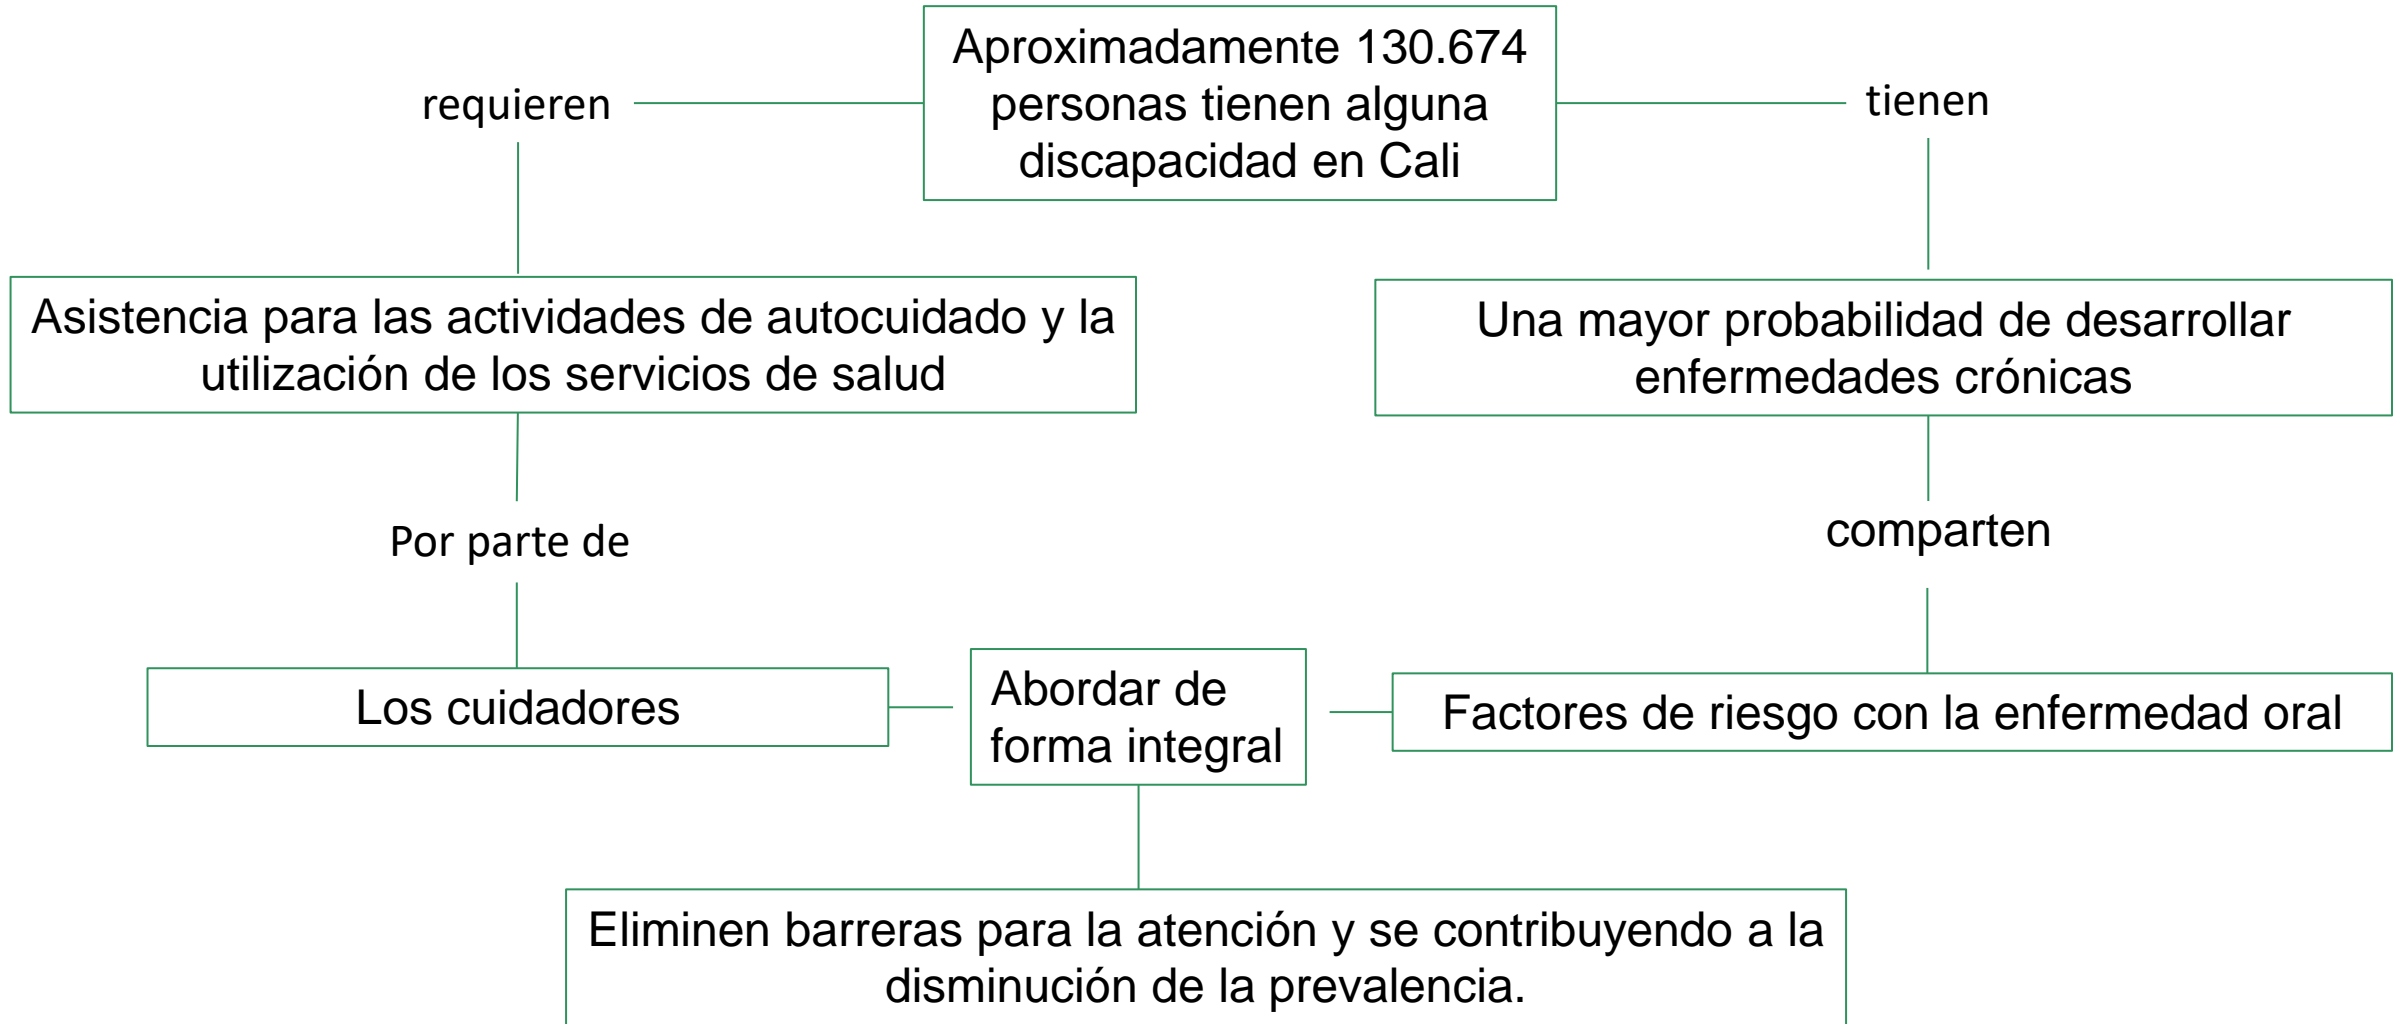 Aproximadamente 130.674
personas tienen alguna
discapacidad en Cali
requieren
tienen
Asistencia para las actividades de autocuidado y la
utilización de los servicios de salud
Una mayor probabilidad de desarrollar
enfermedades crónicas
Por parte de
comparten
Los cuidadores
Abordar de
forma integral
Factores de riesgo con la enfermedad oral
Eliminen barreras para la atención y se contribuyendo a la
disminución de la prevalencia.